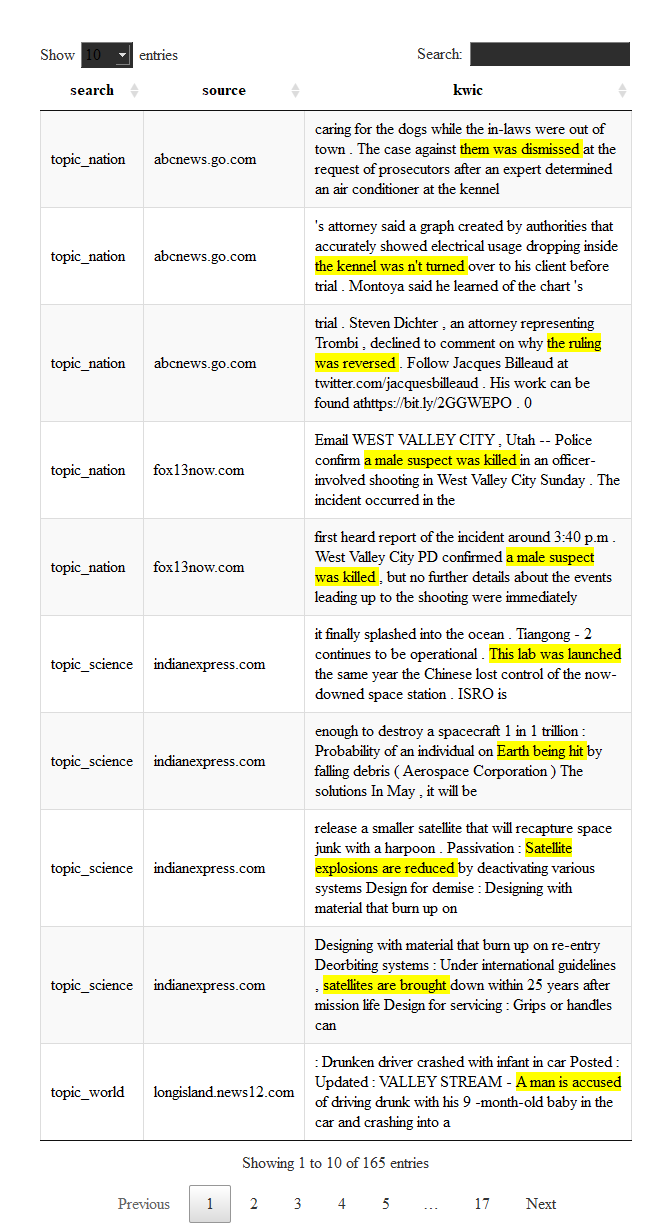 Show 10 entries Search:
search source kwic
caring for the dogs while the in-laws were out of
town . The case against them was dismissed at the
topic_nation abcnews.go.com
request of prosecutors after an expert determined
an air conditioner at the kennel
's attorney said a graph created by authorities that
accurately showed electrical usage dropping inside
topic_nation abcnews.go.com
the kennel was n't turned over to his client before
trial . Montoya said he learned of the chart 's
trial . Steven Dichter , an attorney representing
Trombi , declined to comment on why the ruling
topic_nation abcnews.go.com was reversed . Follow Jacques Billeaud at
twitter.com/jacquesbilleaud . His work can be
found athttps://bit.ly/2GGWEPO . 0
Email WEST VALLEY CITY , Utah -- Police
confirm a male suspect was killed in an officer-
topic_nation fox13now.com
involved shooting in West Valley City Sunday . The
incident occurred in the
first heard report of the incident around 3:40 p.m .
West Valley City PD confirmed a male suspect
topic_nation fox13now.com
was killed , but no further details about the events
leading up to the shooting were immediately
it finally splashed into the ocean . Tiangong - 2
continues to be operational . This lab was launched
topic_science indianexpress.com
the same year the Chinese lost control of the now-
downed space station . ISRO is
enough to destroy a spacecraft 1 in 1 trillion :
Probability of an individual on Earth being hit by
topic_science indianexpress.com
falling debris ( Aerospace Corporation ) The
solutions In May , it will be
release a smaller satellite that will recapture space
junk with a harpoon . Passivation : Satellite
topic_science indianexpress.com explosions are reduced by deactivating various
systems Design for demise : Designing with
material that burn up on
Designing with material that burn up on re-entry
Deorbiting systems : Under international guidelines
topic_science indianexpress.com , satellites are brought down within 25 years after
mission life Design for servicing : Grips or handles
can
: Drunken driver crashed with infant in car Posted :
Updated : VALLEY STREAM - A man is accused
topic_world longisland.news12.com
of driving drunk with his 9 -month-old baby in the
car and crashing into a
Showing 1 to 10 of 165 entries
Previous 1 2 3 4 5 … 17 Next